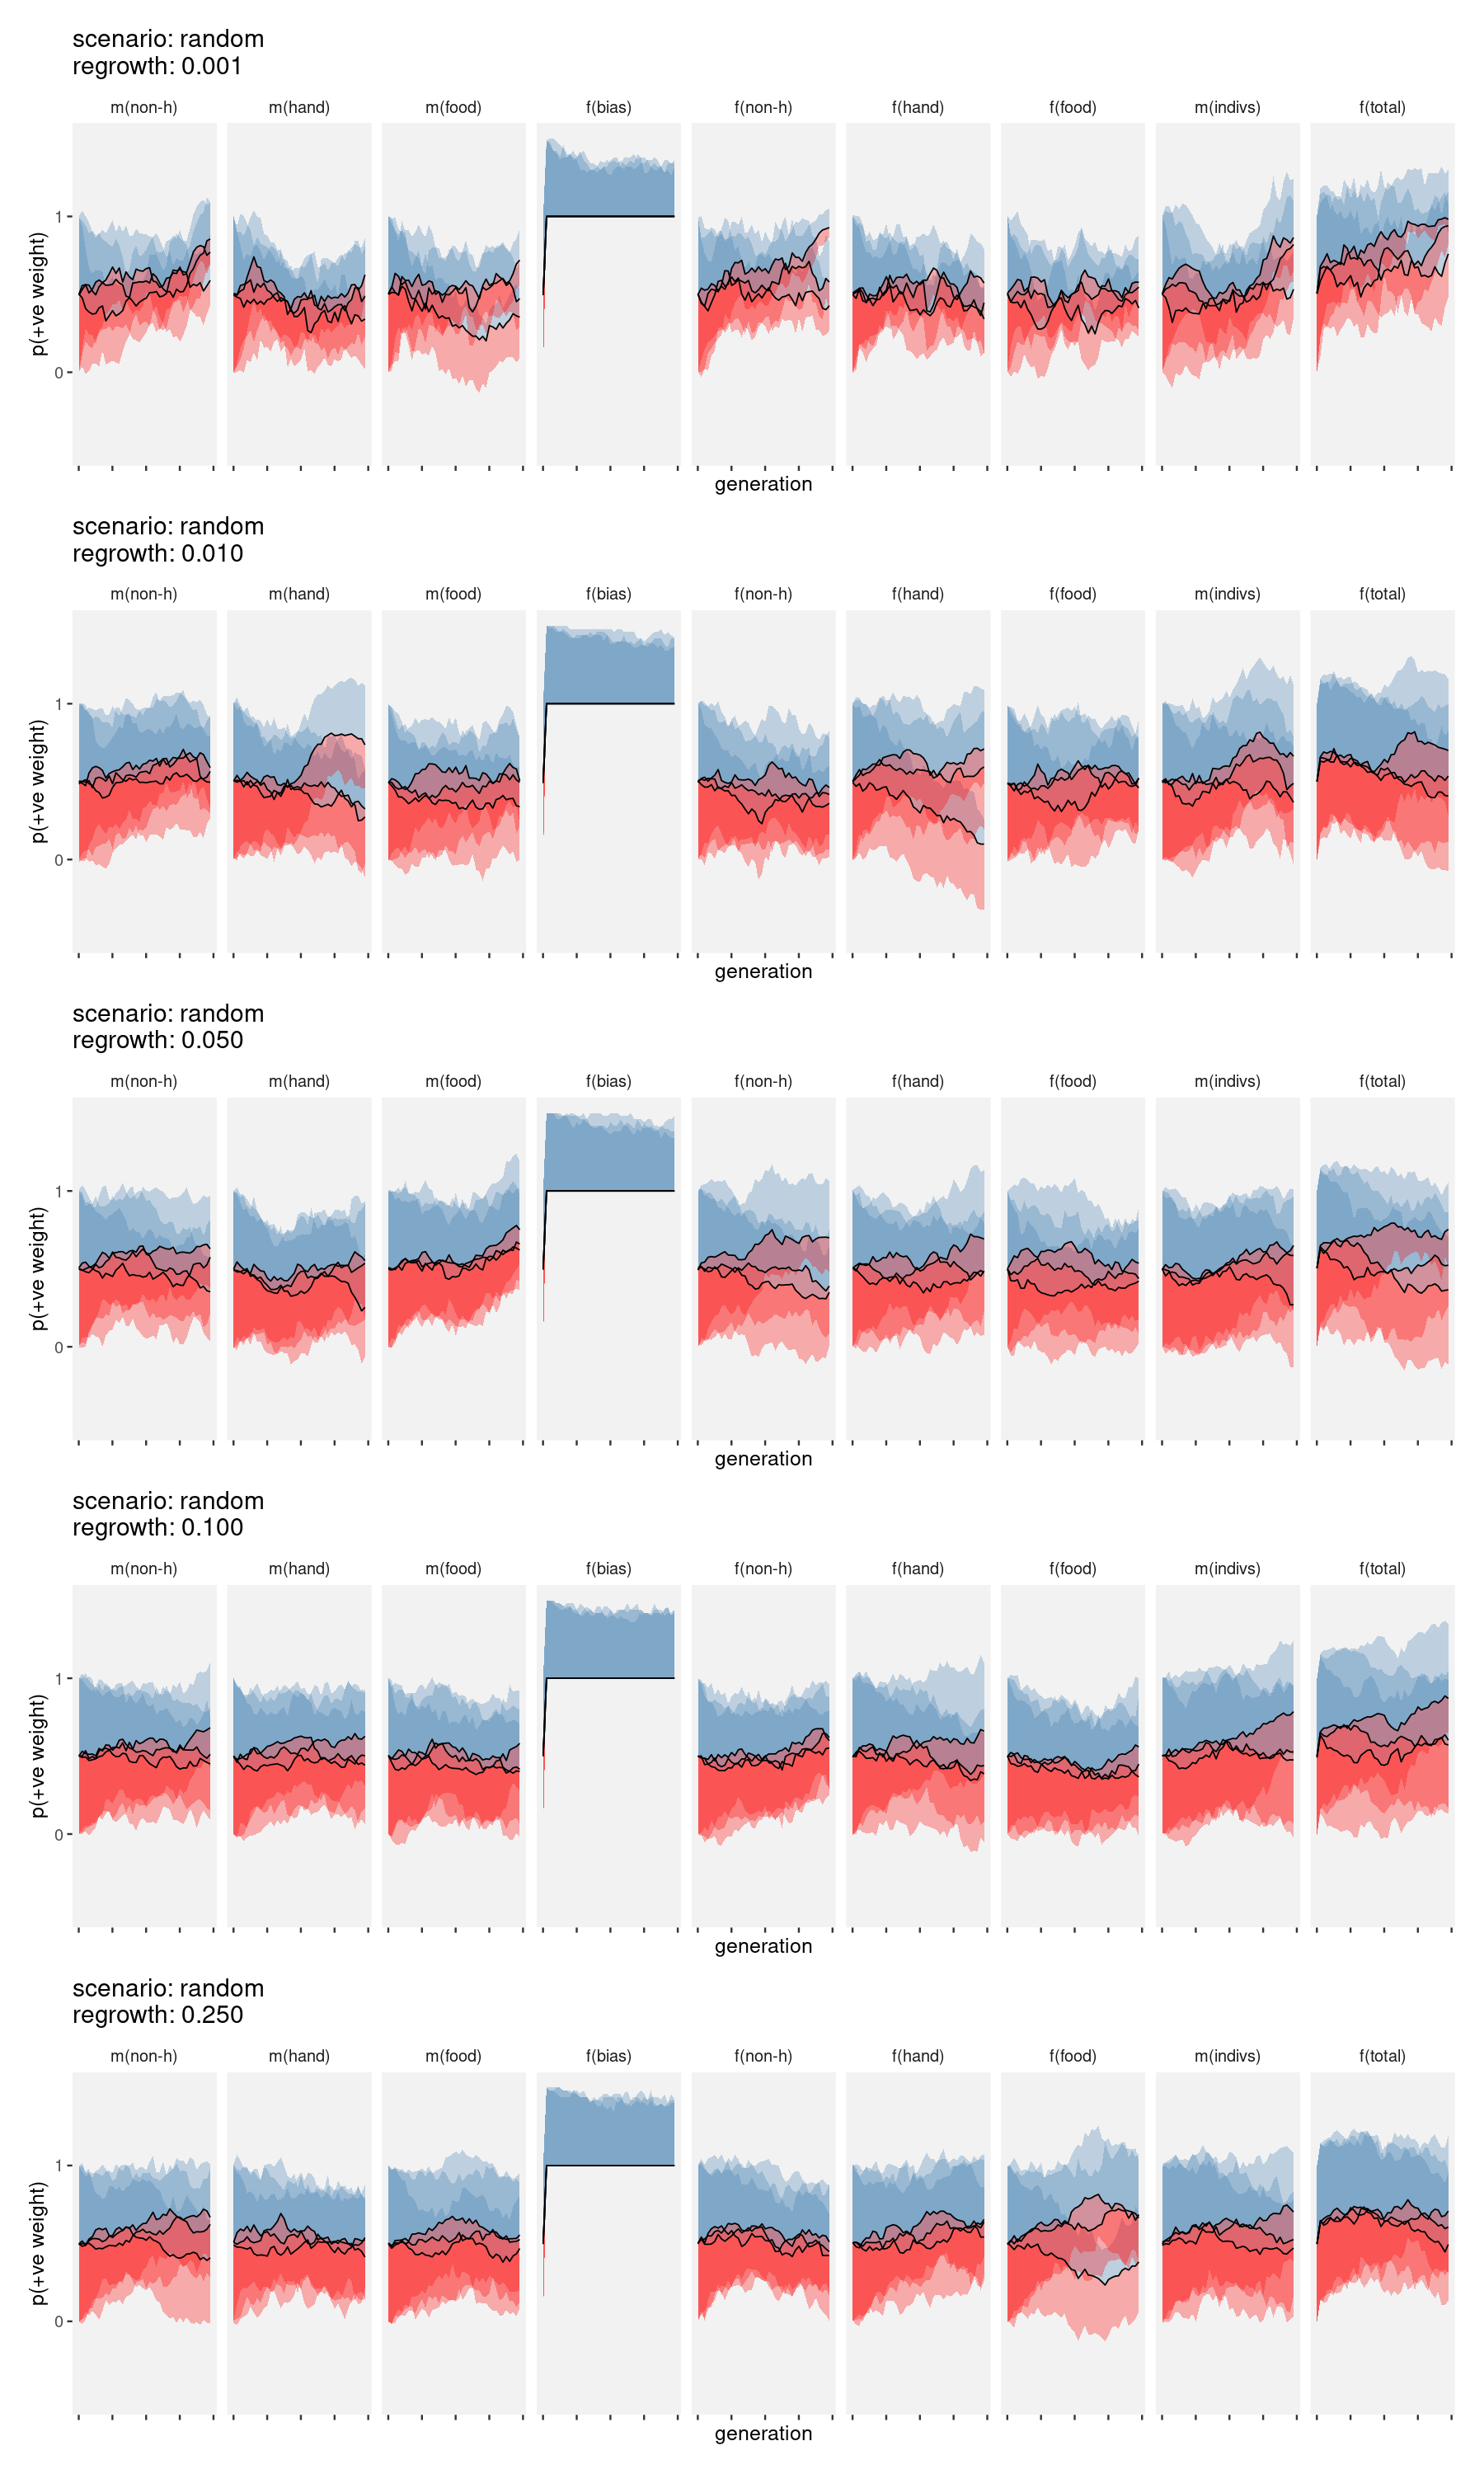 scenario: random
regrowth: 0.001
m(non-h) m(hand) m(food) f(bias) f(non-h) f(hand) f(food) m(indivs) f(total)
p(+ve weight)
1
0
generation
scenario: random
regrowth: 0.010
m(non-h) m(hand) m(food) f(bias) f(non-h) f(hand) f(food) m(indivs) f(total)
p(+ve weight)
1
0
generation
scenario: random
regrowth: 0.050
m(non-h) m(hand) m(food) f(bias) f(non-h) f(hand) f(food) m(indivs) f(total)
p(+ve weight)
1
0
generation
scenario: random
regrowth: 0.100
m(non-h) m(hand) m(food) f(bias) f(non-h) f(hand) f(food) m(indivs) f(total)
p(+ve weight)
1
0
generation
scenario: random
regrowth: 0.250
m(non-h) m(hand) m(food) f(bias) f(non-h) f(hand) f(food) m(indivs) f(total)
p(+ve weight)
1
0
generation